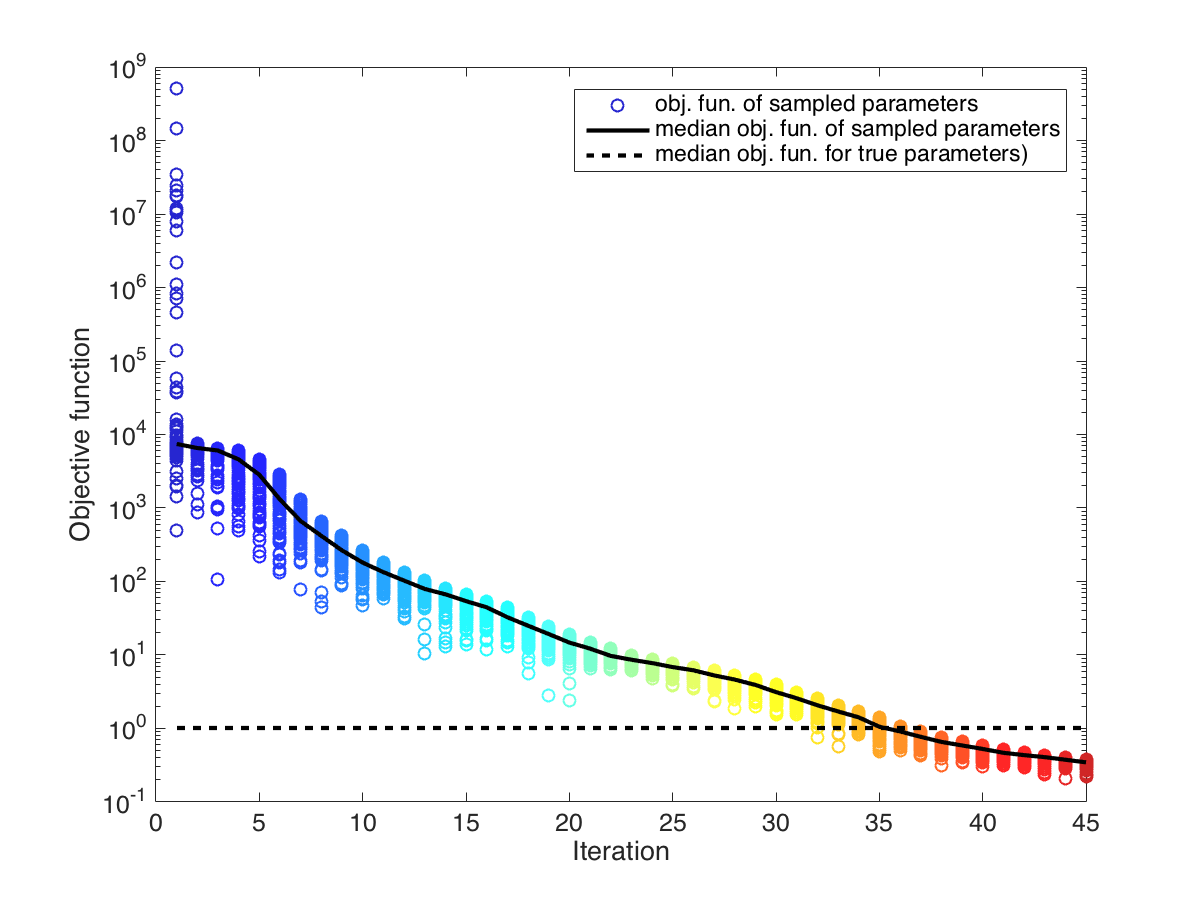 obj. fun. of sampled parameters
median obj. fun. of sampled parameters
median obj. fun. for true parameters)
Objective function
10^9
10^8
10^7
10^6
10^5
10^4
10^3
10^2
10^1
10^0
10^-1
0 5 10 15 20 25 30 35 40 45
Iteration